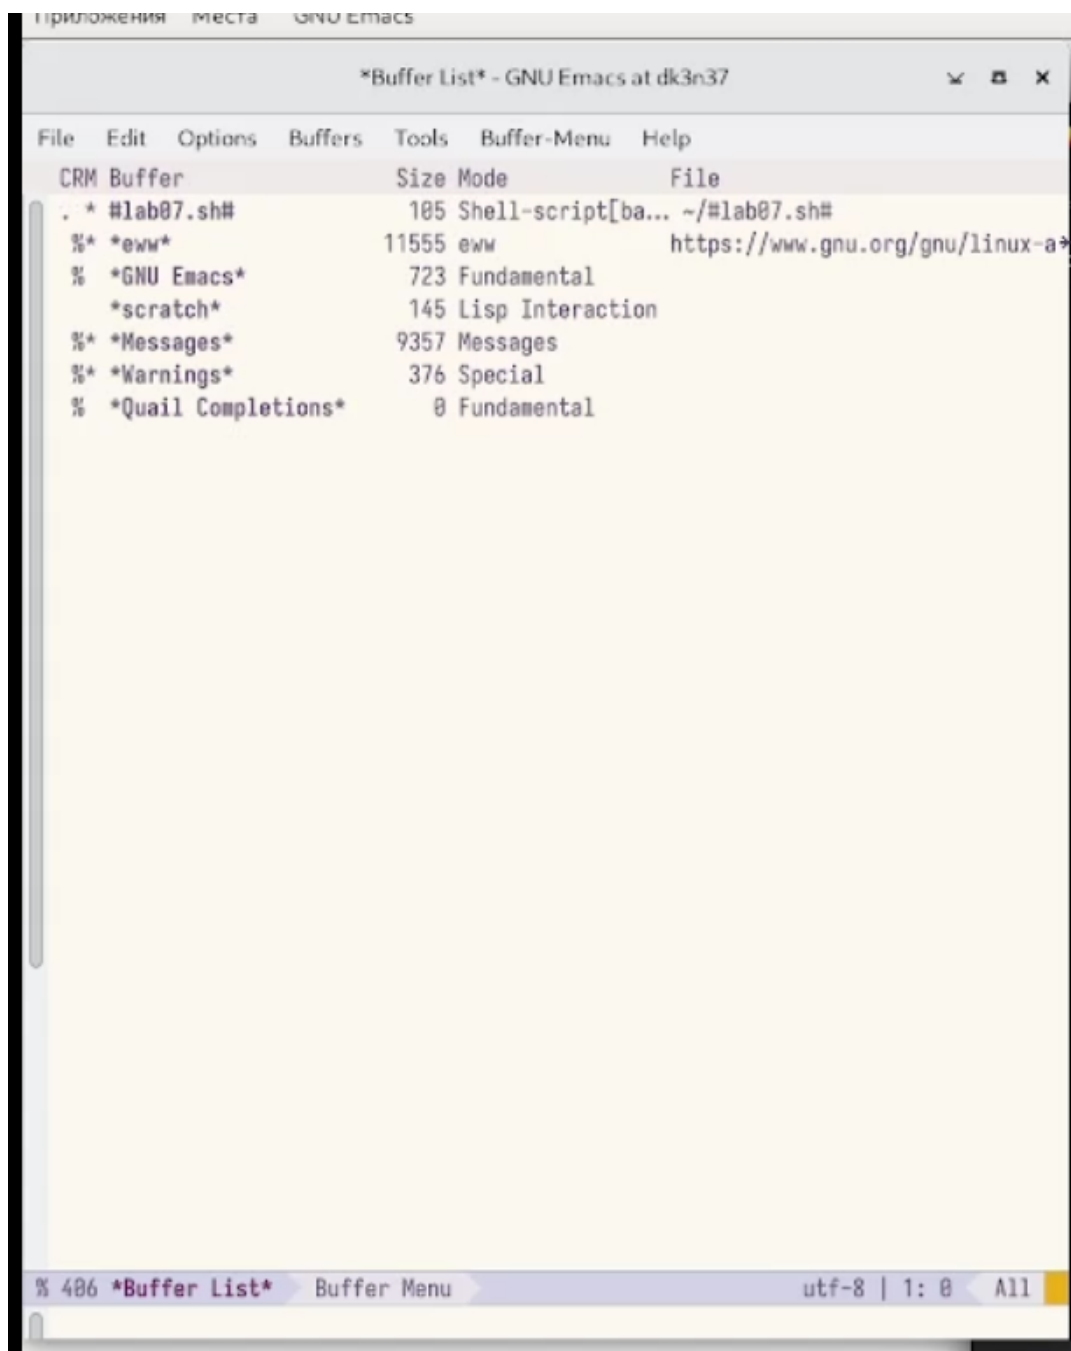 Приложения Места GNU Emacs
*Buffer List* - GNU Emacs at dk3n37
File Edit Options Buffers Tools Buffer-Menu Help
CRM Buffer Size Mode File
. * #lab07.sh# 105 Shell-script[ba... ~/#lab07.sh#
%* *eww* 11555 eww https://www.gnu.org/gnu/linux-a→
% *GNU Emacs* 723 Fundamental
*scratch* 145 Lisp Interaction
%* *Messages* 9357 Messages
%* *Warnings* 376 Special
% *Quail Completions* 0 Fundamental
% 406 *Buffer List* Buffer Menu utf-8 | 1: 0 All